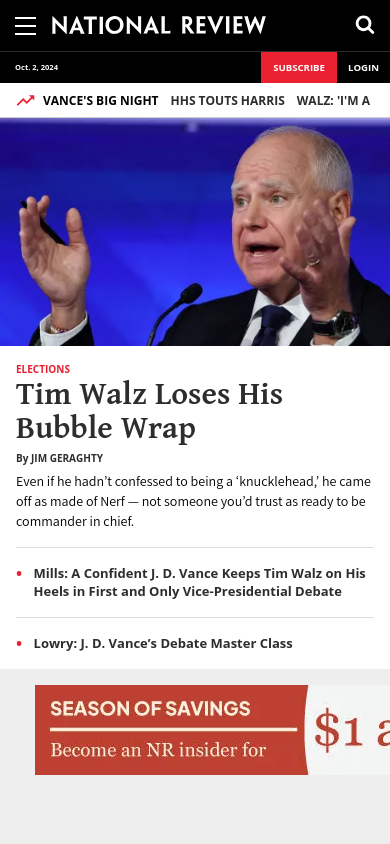 NATIONAL REVIEW
Oct. 2, 2024
SUBSCRIBE
LOGIN
VANCE'S BIG NIGHT HHS TOUTS HARRIS WALZ: 'I'M A
ELECTIONS
Tim Walz Loses His
Bubble Wrap
By JIM GERAGHTY
Even if he hadn’t confessed to being a ‘knucklehead,’ he came
off as made of Nerf — not someone you’d trust as ready to be
commander in chief.
Mills: A Confident J. D. Vance Keeps Tim Walz on His
Heels in First and Only Vice-Presidential Debate
Lowry: J. D. Vance’s Debate Master Class
SEASON OF SAVINGS
Become an NR insider for
$1 a